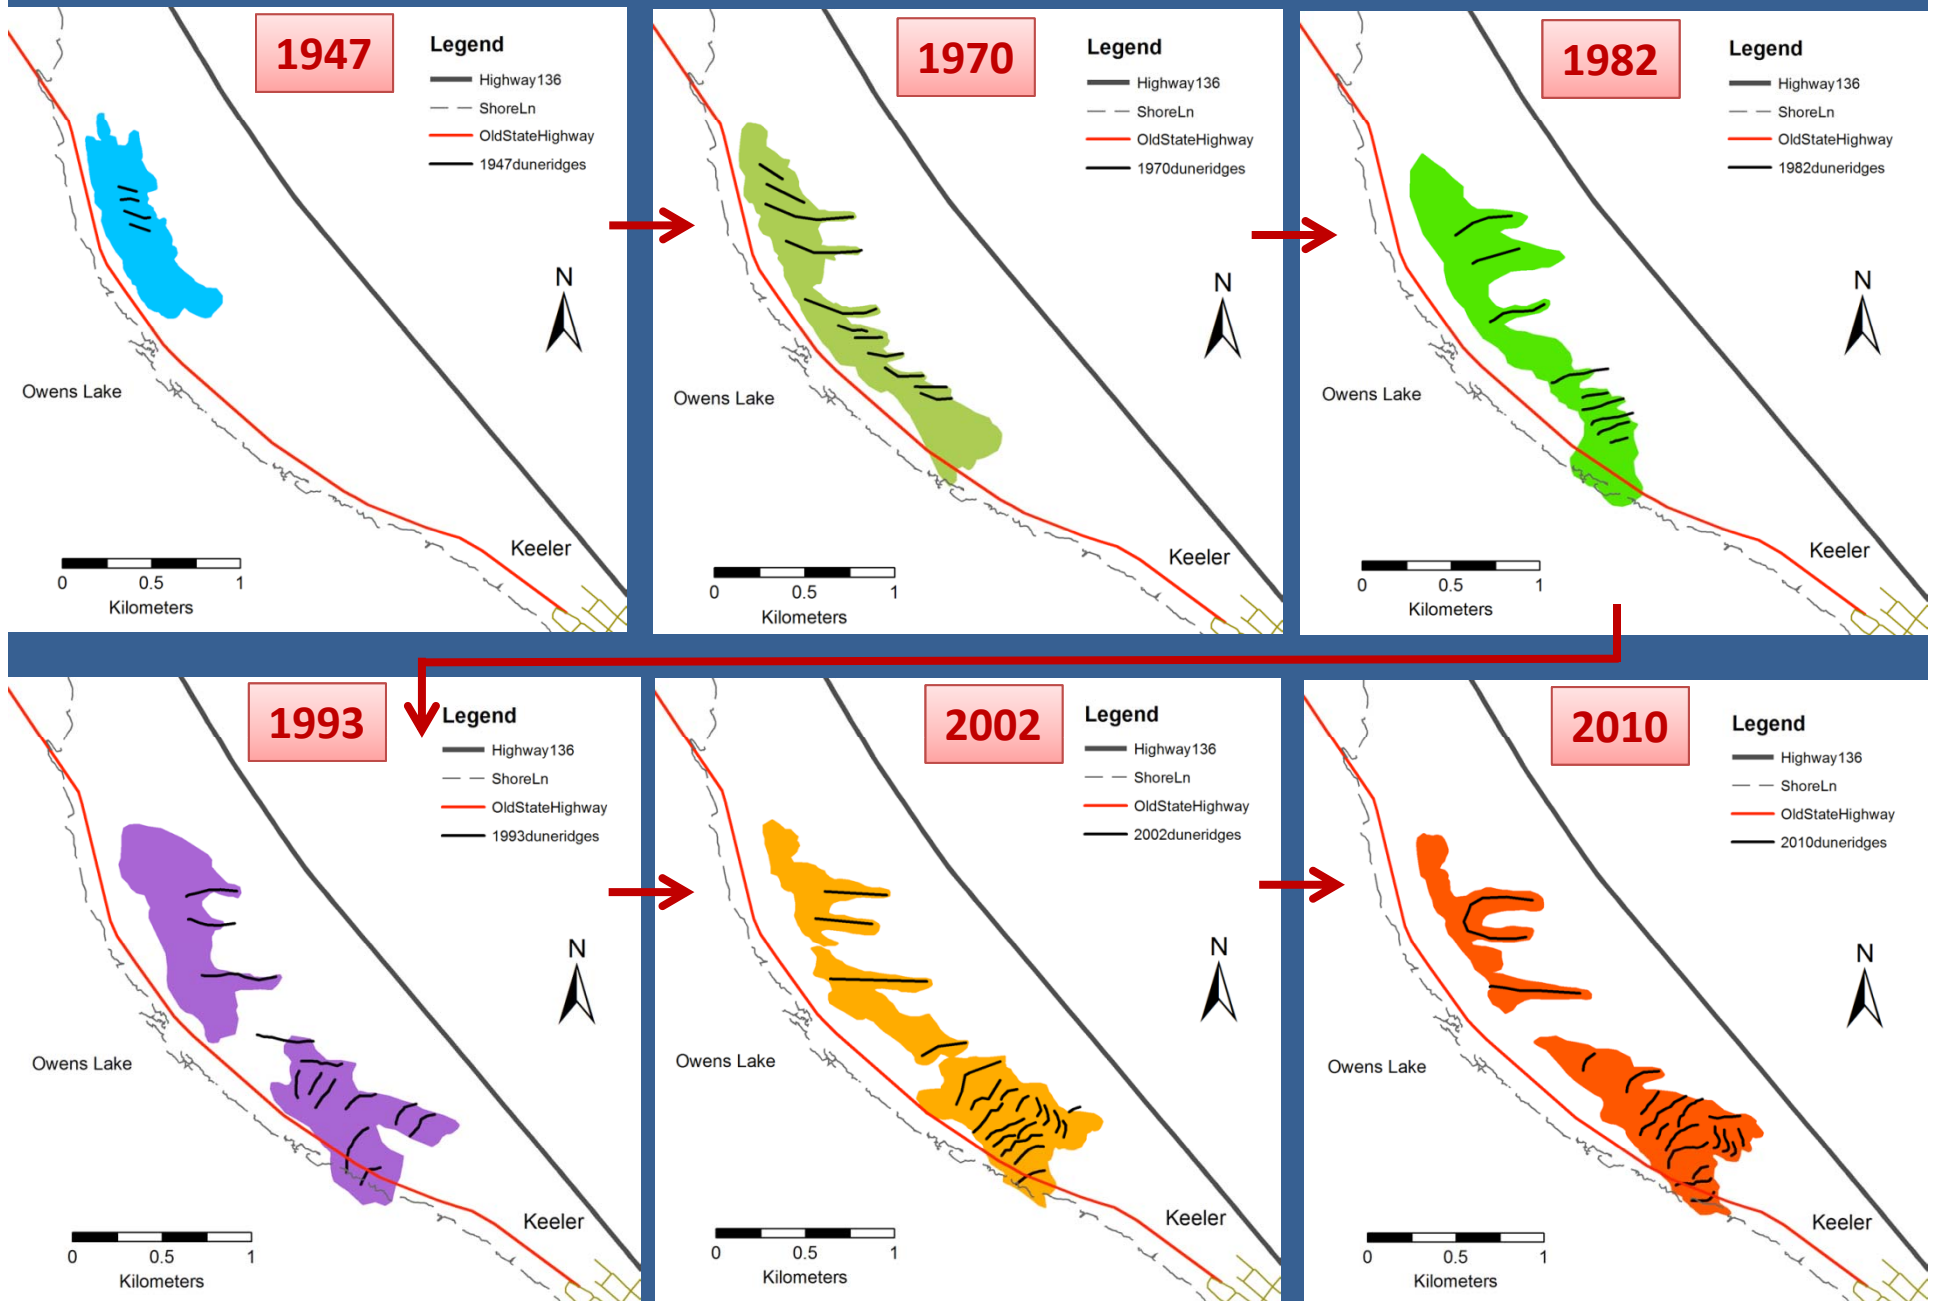 1947
Legend
Highway136
ShoreLn
OldStateHighway
1947duneridges
N
Owens Lake
Keeler
0 0.5 1
Kilometers
1970
Legend
Highway136
ShoreLn
OldStateHighway
1970duneridges
N
Owens Lake
Keeler
0 0.5 1
Kilometers
1982
Legend
Highway136
ShoreLn
OldStateHighway
1982duneridges
N
Owens Lake
Keeler
0 0.5 1
Kilometers
1993
Legend
Highway136
ShoreLn
OldStateHighway
1993duneridges
N
Owens Lake
Keeler
0 0.5 1
Kilometers
2002
Legend
Highway136
ShoreLn
OldStateHighway
2002duneridges
N
Owens Lake
Keeler
0 0.5 1
Kilometers
2010
Legend
Highway136
ShoreLn
OldStateHighway
2010duneridges
N
Owens Lake
Keeler
0 0.5 1
Kilometers